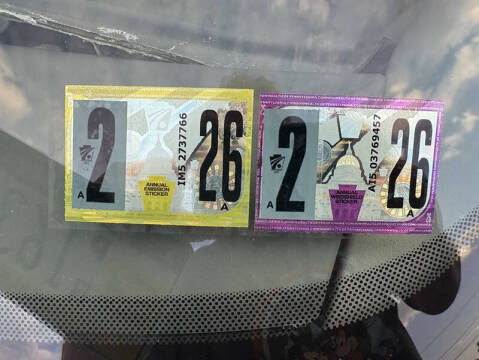 2 IM5 2737766 26
A A
ANNUAL
EMISSION
STICKER
2 AI5 03769457 26
A A
ANNUAL
WINDSHIELD
STICKER